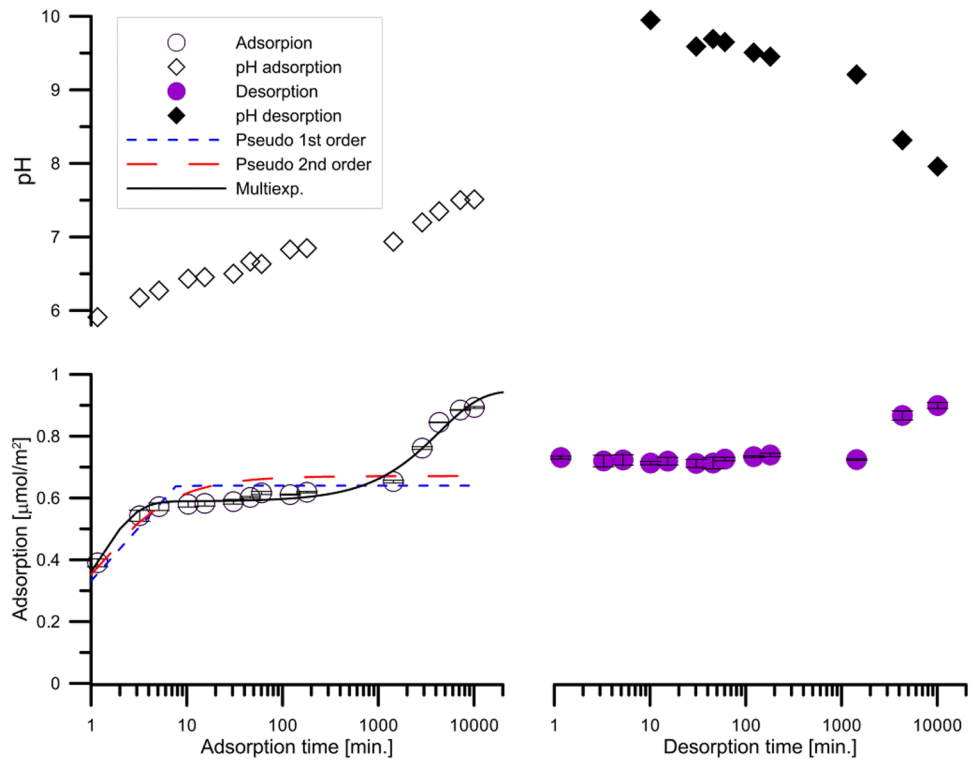 10
9
8
7
6
pH
Adsorpion
pH adsorption
Desorption
pH desorption
Pseudo 1st order
Pseudo 2nd order
Multiexp.
1
0.8
0.6
0.4
0.2
0
Adsorption [µmol/m²]
1 10 100 1000 10000
Adsorption time [min.]
1 10 100 1000 10000
Desorption time [min.]